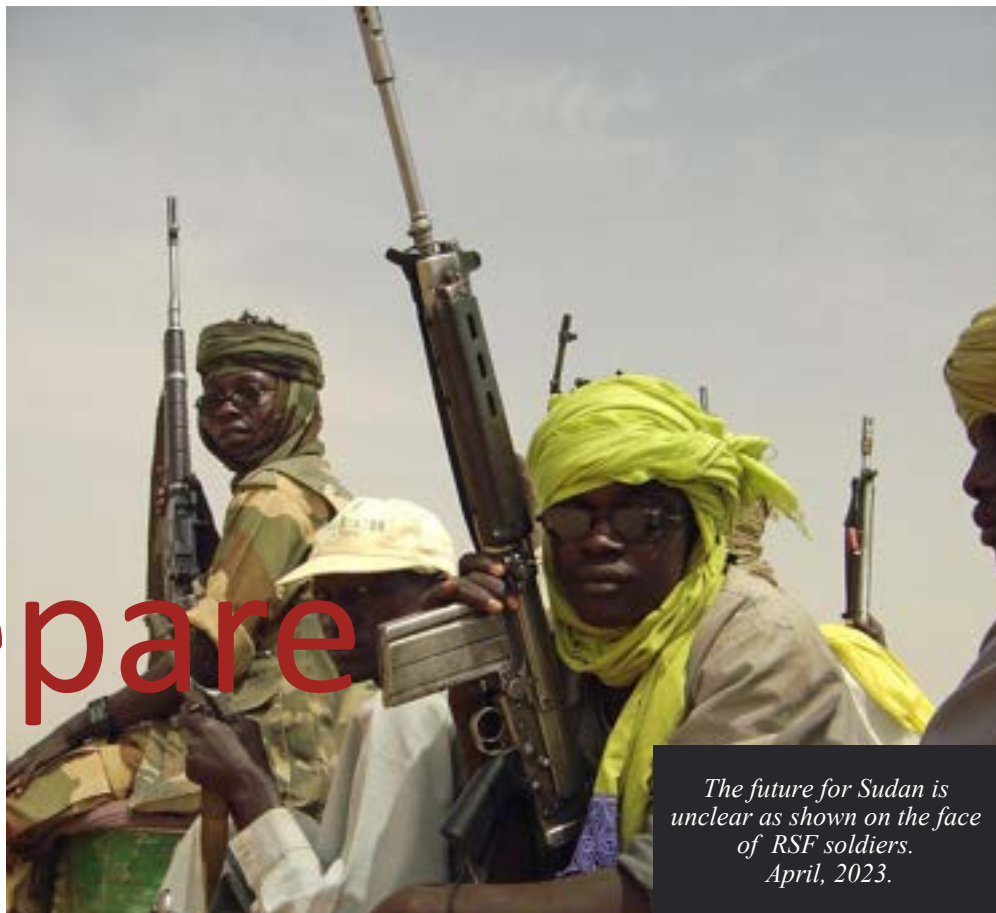 pare
The future for Sudan is
unclear as shown on the face
of RSF soldiers.
April, 2023.